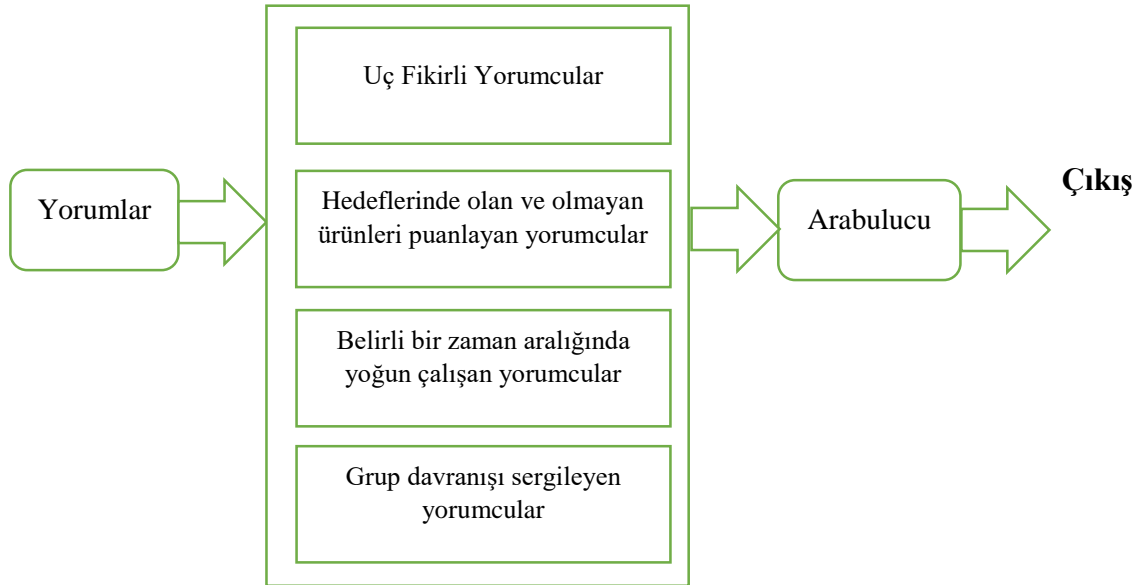 Yorumlar
Uç Fikirli Yorumcular
Hedeflerinde olan ve olmayan
ürünleri puanlayan yorumcular
Belirli bir zaman aralığında
yoğun çalışan yorumcular
Grup davranışı sergileyen
yorumcular
Arabulucu
Çıkış